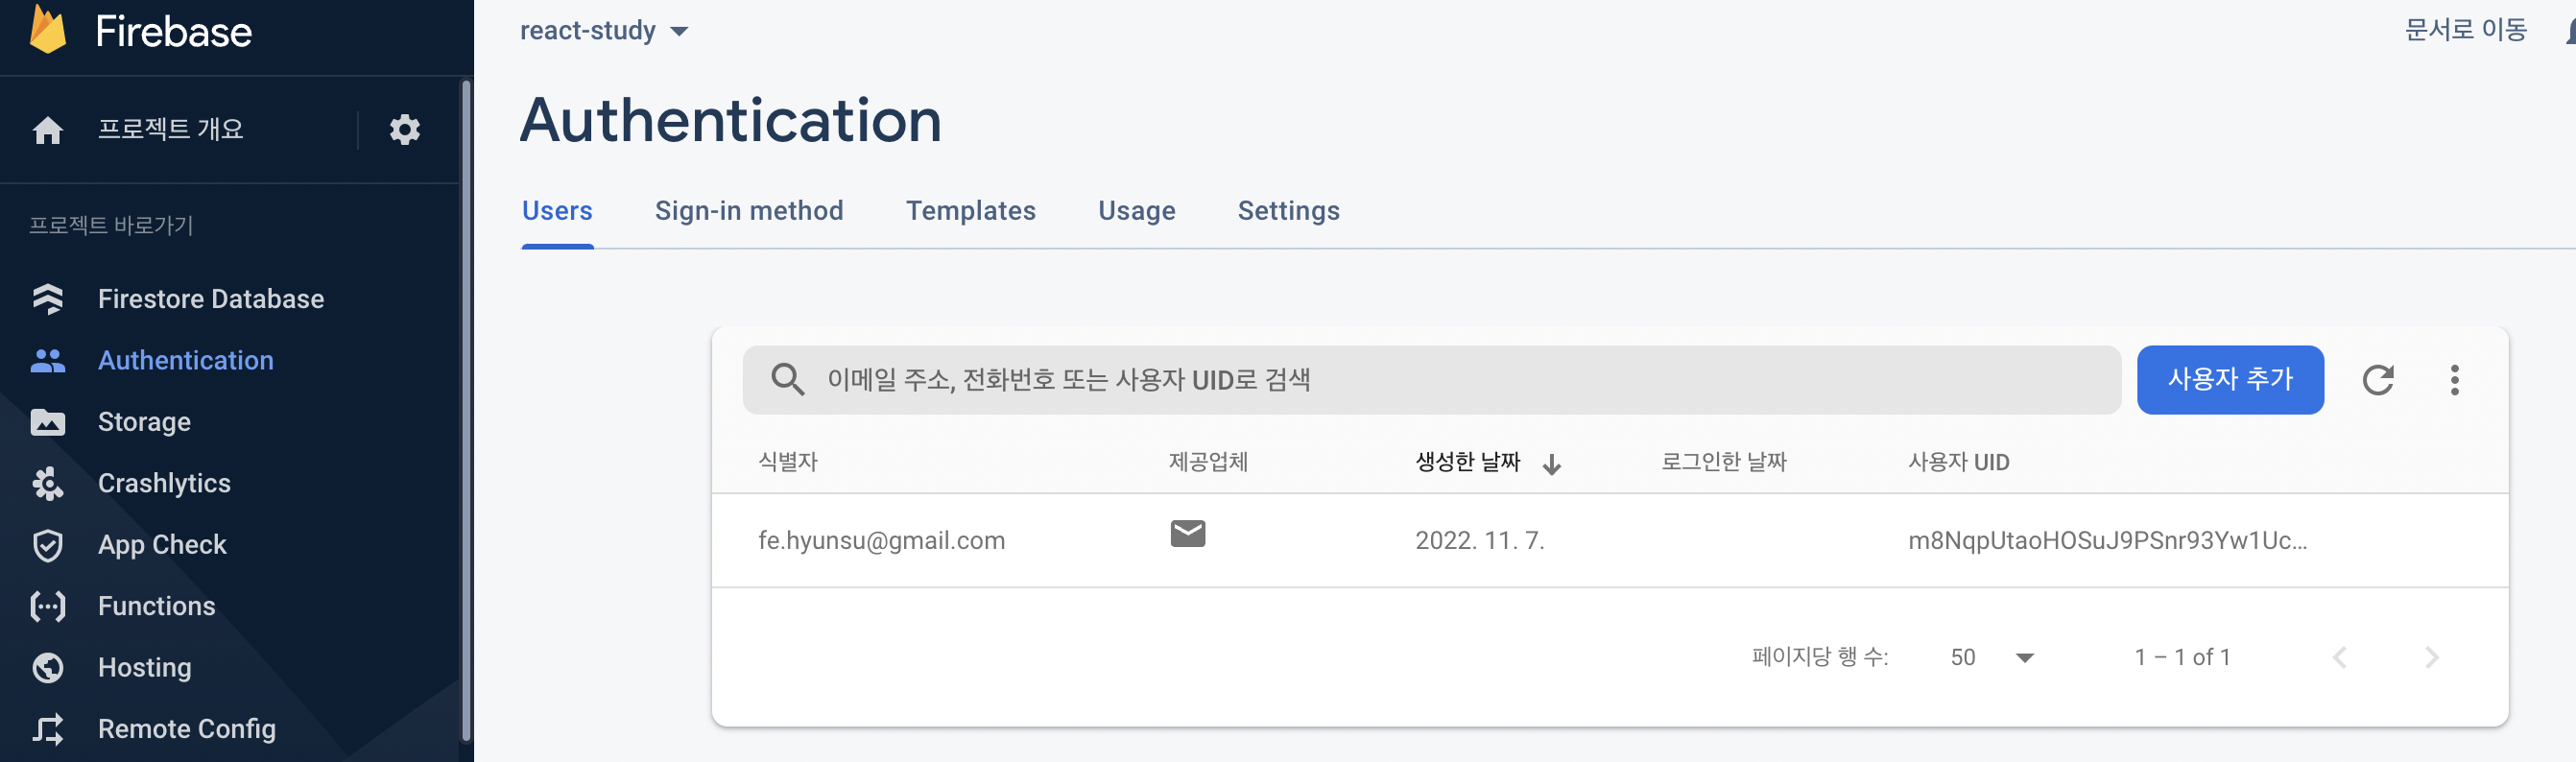 Firebase
프로젝트 개요
프로젝트 바로가기
Firestore Database
Authentication
Storage
Crashlytics
App Check
Functions
Hosting
Remote Config
react-study
문서로 이동
Authentication
Users Sign-in method Templates Usage Settings
이메일 주소, 전화번호 또는 사용자 UID로 검색
사용자 추가
식별자 제공업체 생성한 날짜 로그인한 날짜 사용자 UID
fe.hyunsu@gmail.com 2022. 11. 7. m8NqpUtaoHOSuJ9PSnr93Yw1Uc...
페이지당 행 수: 50 1 – 1 of 1